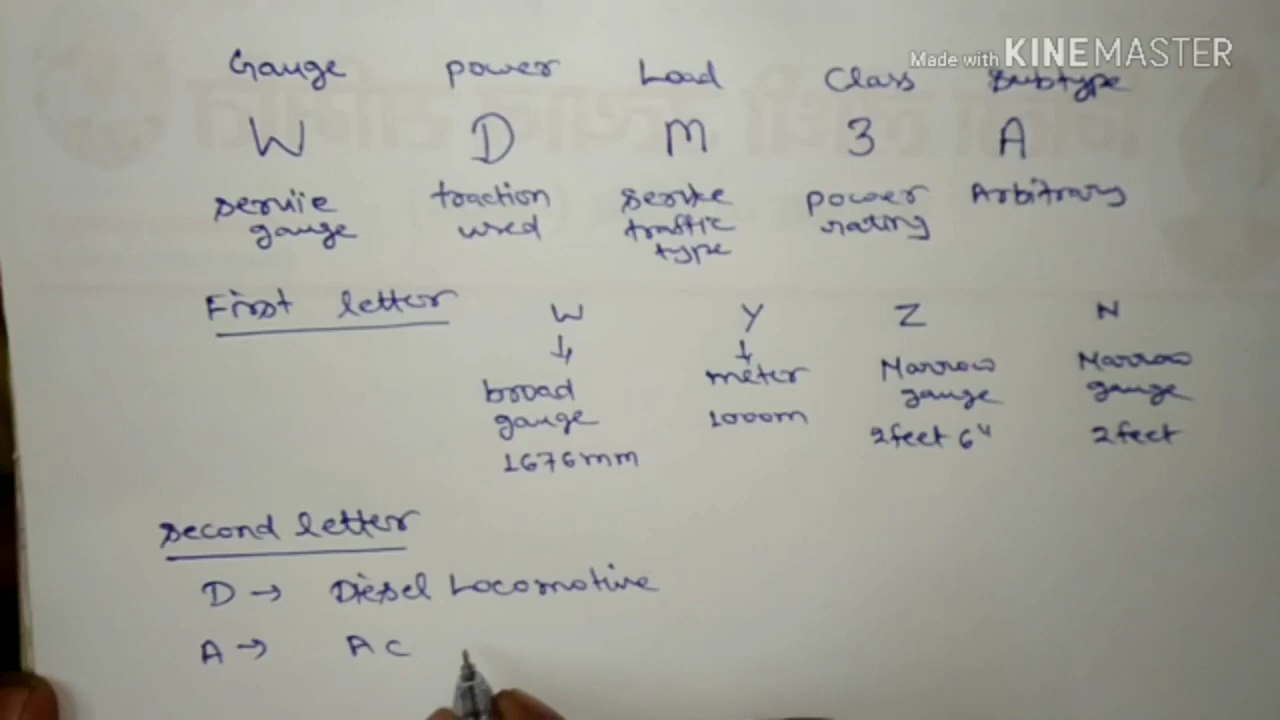 Made with KINEMASTER
Gauge power Load Class Subtype
W D M 3 A
Service gauge traction used Service traffic type power rating Arbitrary
First letter W Y Z N
broad gauge meter Narrow gauge Narrow gauge
1676mm 1000m 2feet 6" 2feet
Second letter
D → Diesel Locomotive
A → AC